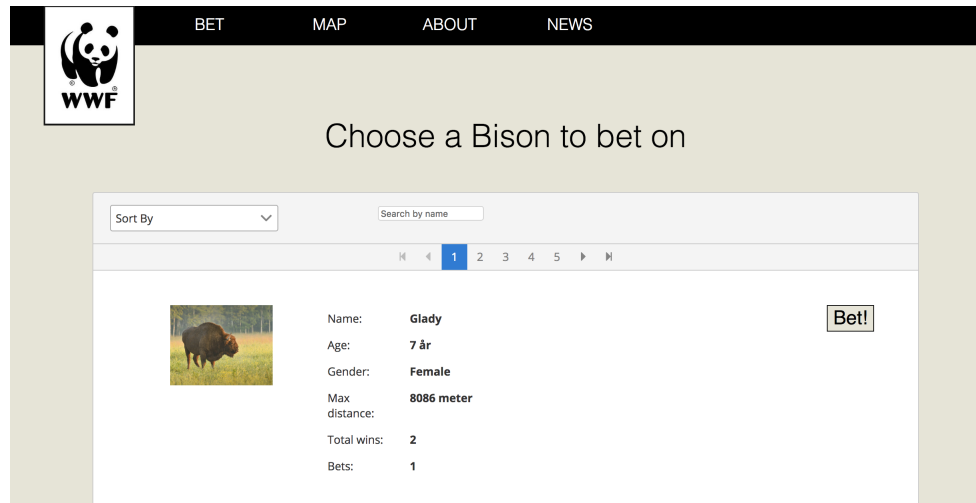 BET MAP ABOUT NEWS
WWF
Choose a Bison to bet on
Sort By
Search by name
1 2 3 4 5
Name: Glady
Bet!
Age: 7 år
Gender: Female
Max distance: 8086 meter
Total wins: 2
Bets: 1